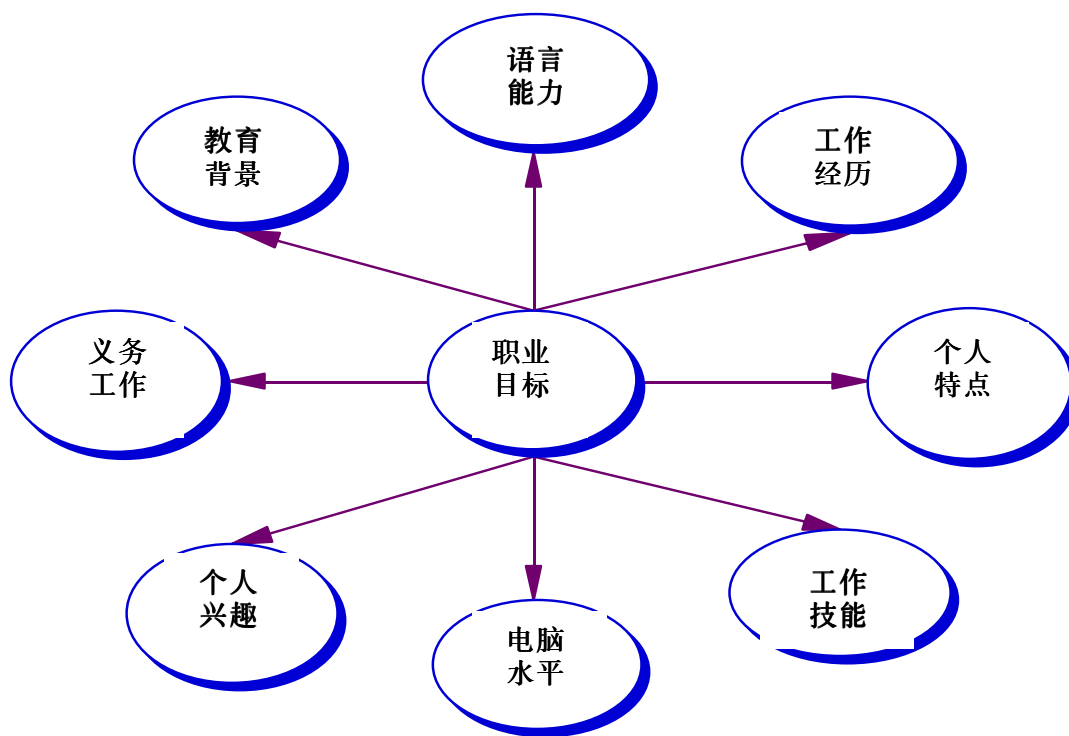 语言
能力
教育
背景
工作
经历
义务
工作
职业
目标
个人
特点
个人
兴趣
电脑
水平
工作
技能